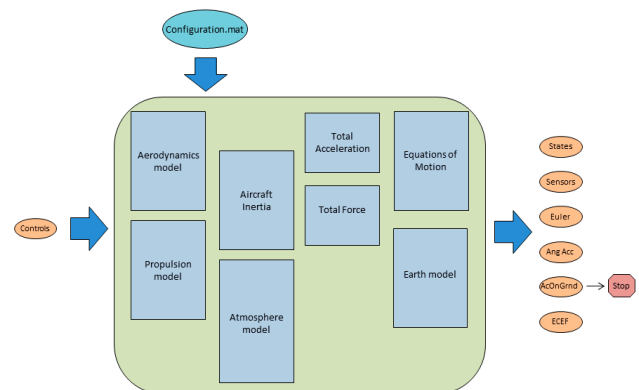 Configuration.mat
Aerodynamics
model
Propulsion
model
Aircraft
Inertia
Atmosphere
model
Total
Acceleration
Total Force
Equations of
Motion
Earth model
Controls
States
Sensors
Euler
Ang Acc
AcOnGrnd
Stop
ECEF